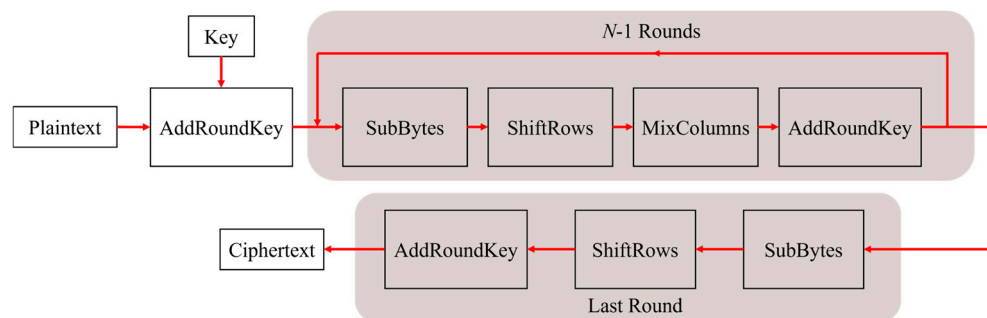 Key
N-1 Rounds
Plaintext
AddRoundKey
SubBytes
ShiftRows
MixColumns
AddRoundKey
Ciphertext
AddRoundKey
ShiftRows
SubBytes
Last Round